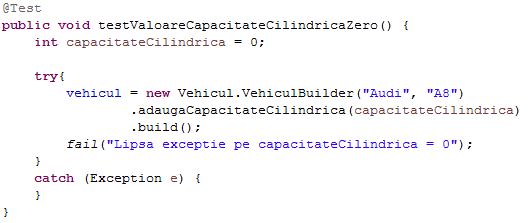 @Test
public void testValoareCapacitateCilindricaZero() {
    int capacitateCilindrica = 0;
    try{
        vehicul = new Vehicul.VehiculBuilder("Audi", "A8")
                .adaugaCapacitateCilindrica(capacitateCilindrica)
                .build();
        fail("Lipsa exceptie pe capacitateCilindrica = 0");
    }
    catch (Exception e) {
    }
}